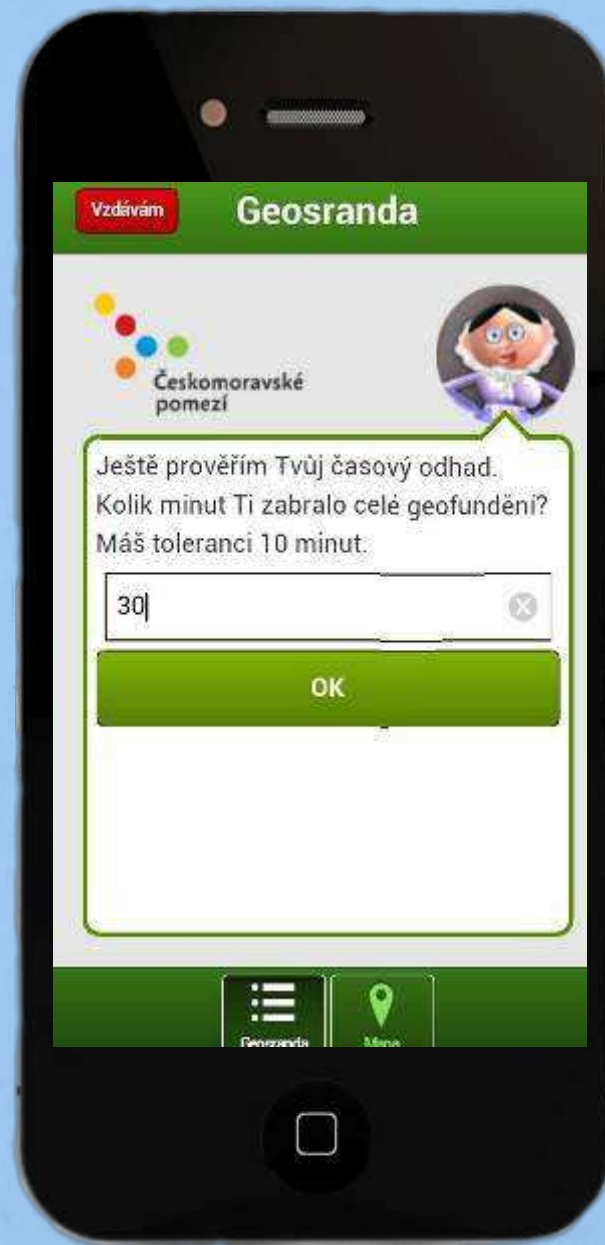 Vzdávám
Geosranda
Českomoravské
pomezí
Ještě prověřím Tvůj časový odhad.
Kolik minut Ti zabralo celé geofundění?
Máš toleranci 10 minut.
30
OK
Geosranda
Mapa